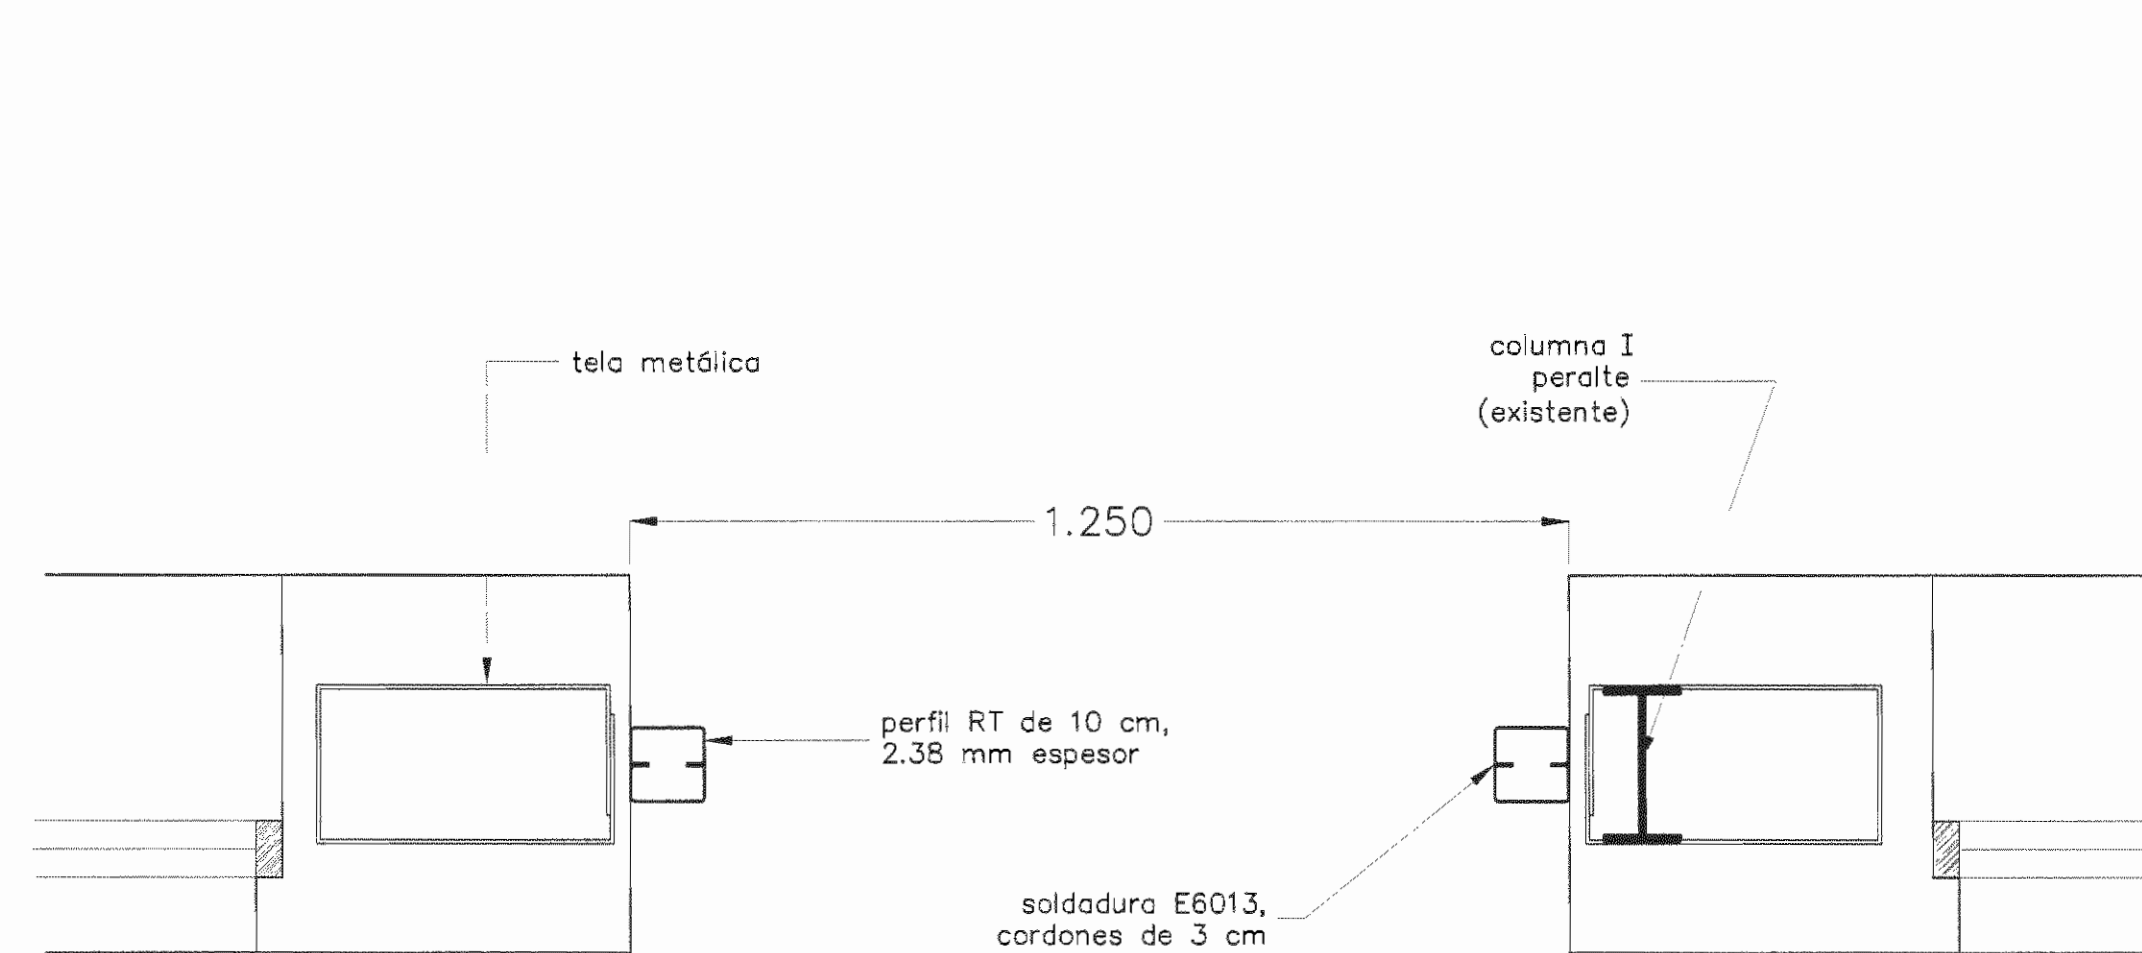 tela metálica
columna I
peralte
(existente)
1.250
perfil RT de 10 cm,
2.38 mm espesor
soldadura E6013,
cordones de 3 cm